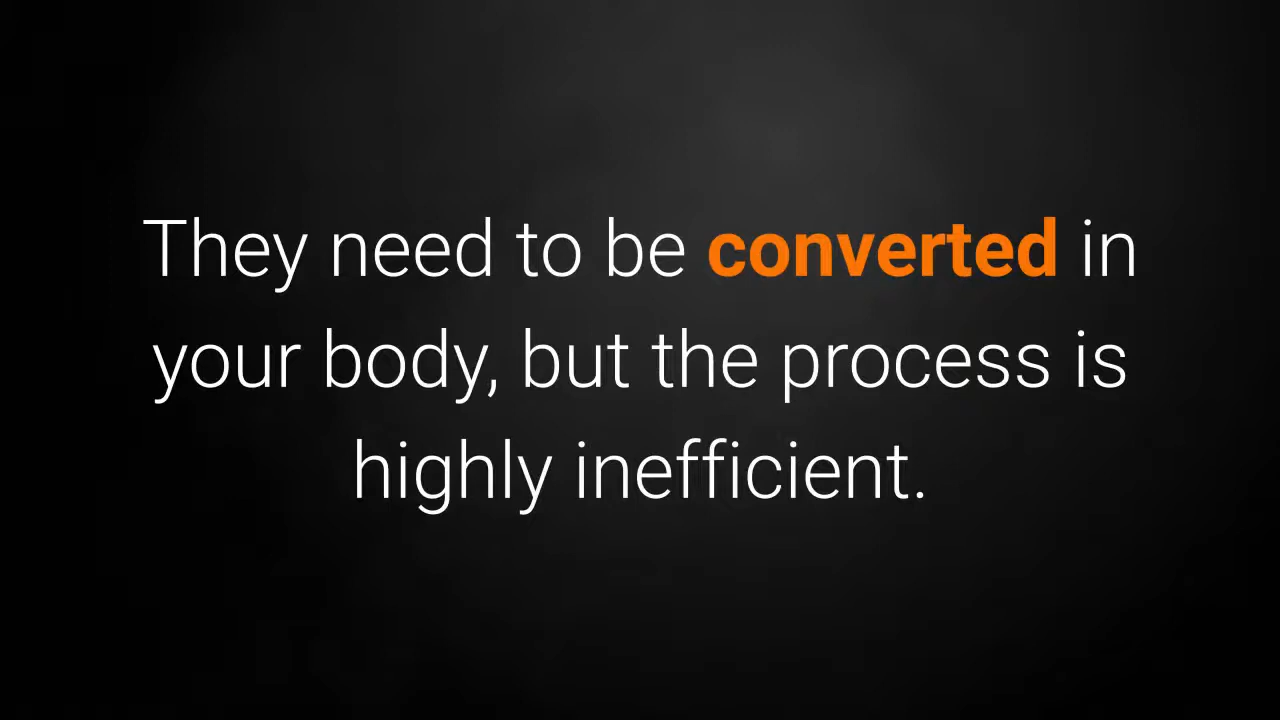 They need to be converted in
your body, but the process is
highly inefficient.